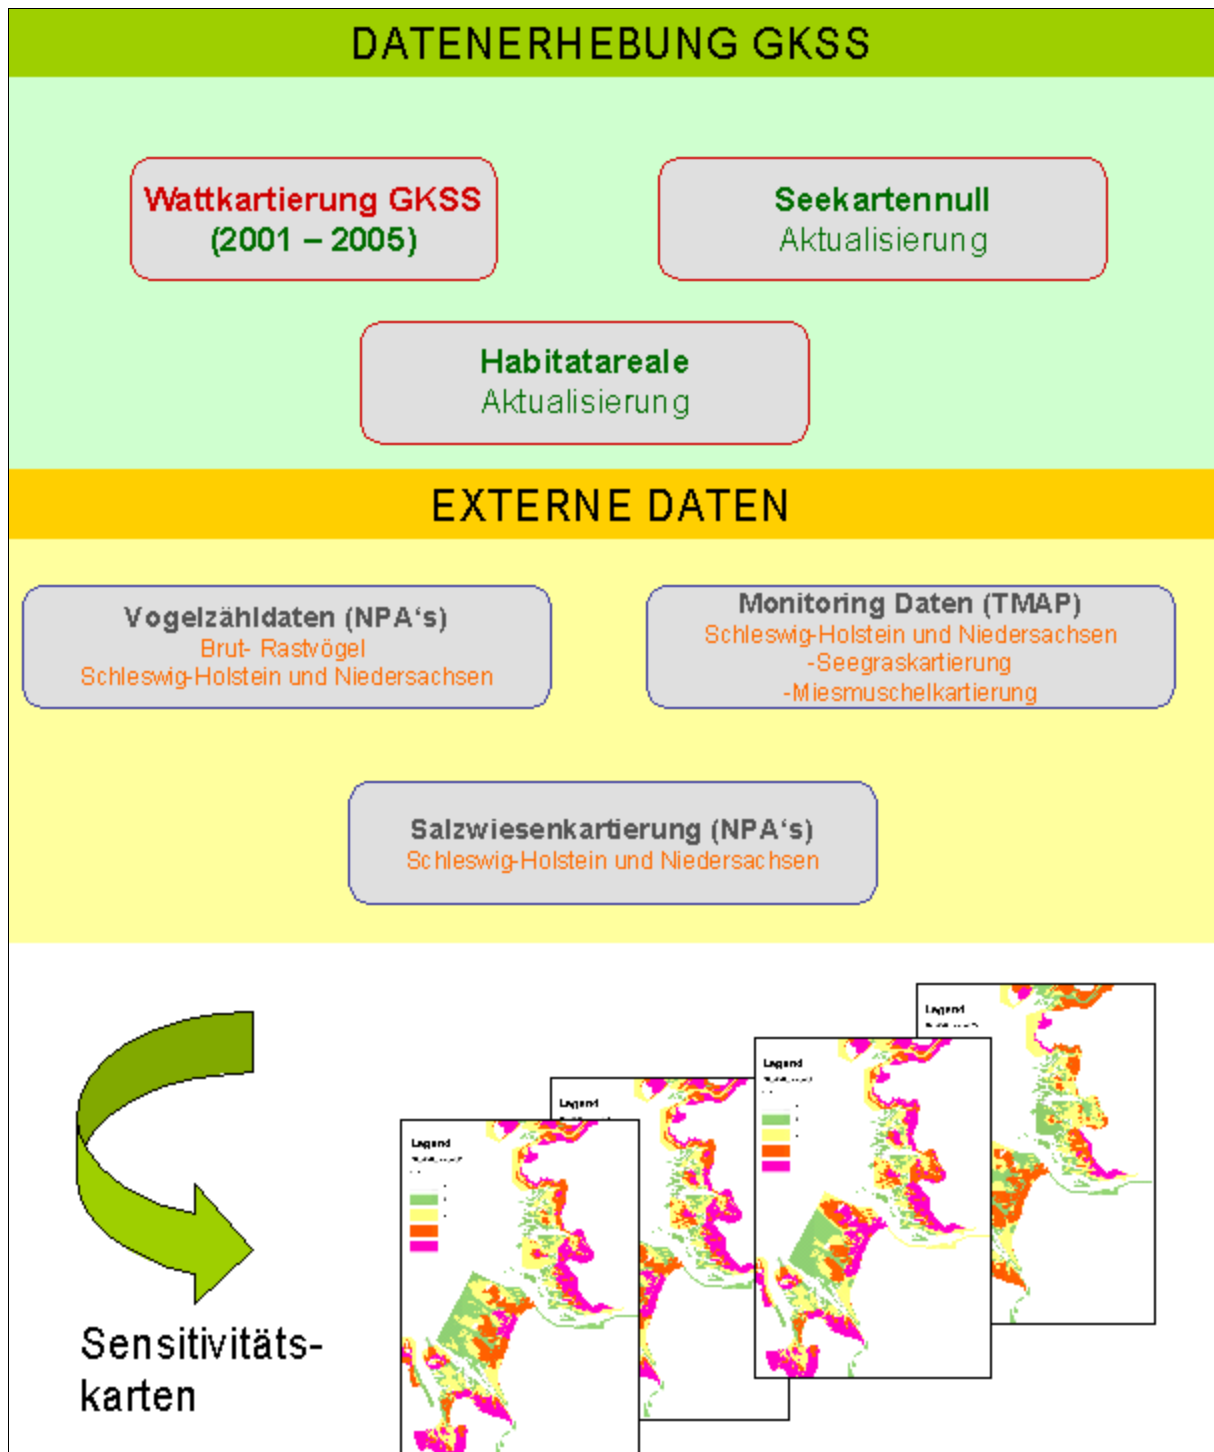 DATENERHEBUNG GKSS
Wattkartierung GKSS
(2001 – 2005)
Seekartennull
Aktualisierung
Habitatareale
Aktualisierung
EXTERNE DATEN
Vogelzähldaten (NPA‘s)
Brut- Rastvögel
Schleswig-Holstein und Niedersachsen
Monitoring Daten (TMAP)
Schleswig-Holstein und Niedersachsen
-Seegraskartierung
-Miesmuschelkartierung
Salzwiesenkartierung (NPA‘s)
Schleswig-Holstein und Niedersachsen
Sensitivitäts-
karten
Legend
Legend
Legend
Legend